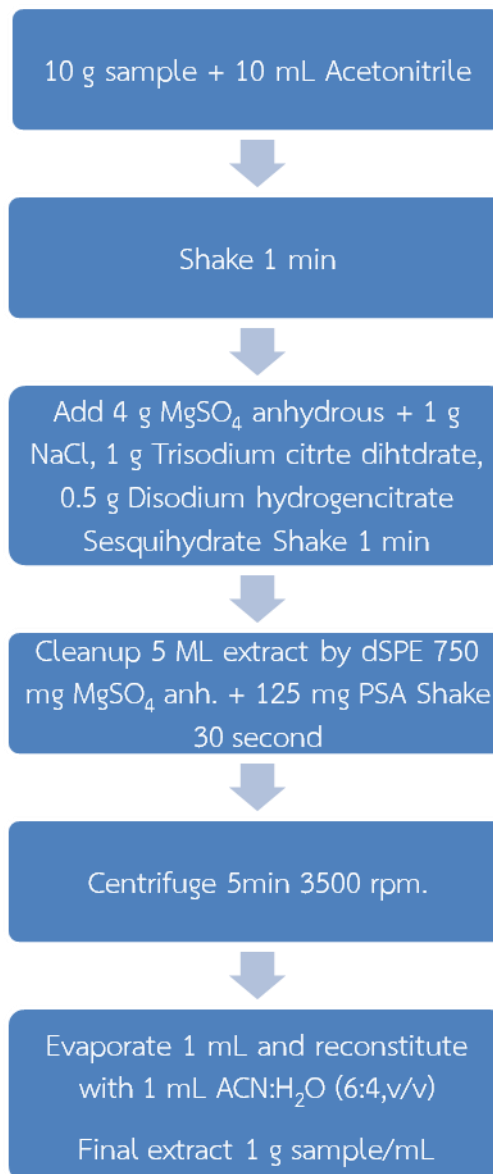 10 g sample + 10 mL Acetonitrile
Shake 1 min
Add 4 g MgSO₄ anhydrous + 1 g
NaCl, 1 g Trisodium citrte dihtdrate,
0.5 g Disodium hydrogencitrate
Sesquihydrate Shake 1 min
Cleanup 5 ML extract by dSPE 750
mg MgSO₄ anh. + 125 mg PSA Shake
30 second
Centrifuge 5min 3500 rpm.
Evaporate 1 mL and reconstitute
with 1 mL ACN:H₂O (6:4,v/v)
Final extract 1 g sample/mL